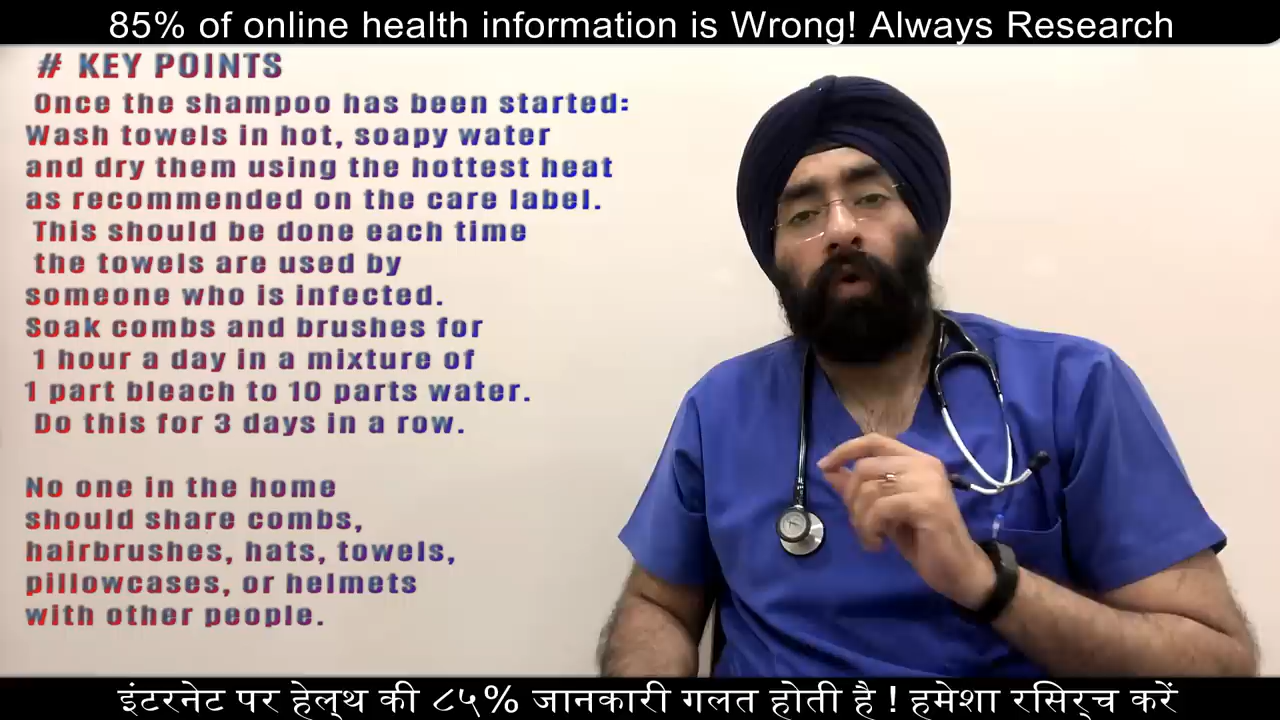 85% of online health information is Wrong! Always Research
# KEY POINTS
Once the shampoo has been started:
Wash towels in hot, soapy water
and dry them using the hottest heat
as recommended on the care label.
This should be done each time
the towels are used by
someone who is infected.
Soak combs and brushes for
1 hour a day in a mixture of
1 part bleach to 10 parts water.
Do this for 3 days in a row.
No one in the home
should share combs,
hairbrushes, hats, towels,
pillowcases, or helmets
with other people.
इंटरनेट पर हेल्थ की ८५% जानकारी गलत होती है ! हमेशा रिसर्च करें